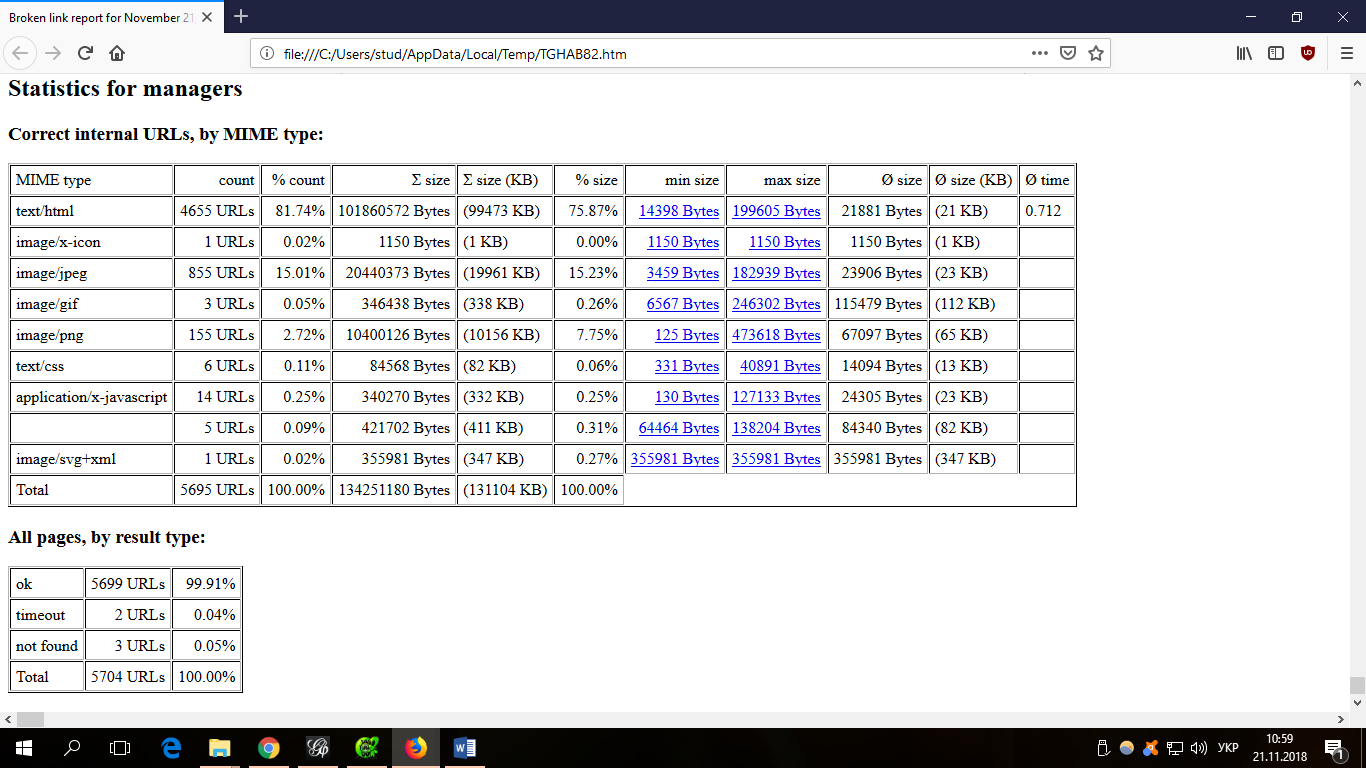 Broken link report for November 21
file:///C:/Users/stud/AppData/Local/Temp/TGHAB82.htm
Statistics for managers
Correct internal URLs, by MIME type:
MIME type count % count Σ size Σ size (KB) % size min size max size Ø size Ø size (KB) Ø time
text/html 4655 URLs 81.74% 101860572 Bytes (99473 KB) 75.87% 14398 Bytes 199605 Bytes 21881 Bytes (21 KB) 0.712
image/x-icon 1 URLs 0.02% 1150 Bytes (1 KB) 0.00% 1150 Bytes 1150 Bytes 1150 Bytes (1 KB)
image/jpeg 855 URLs 15.01% 20440373 Bytes (19961 KB) 15.23% 3459 Bytes 182939 Bytes 23906 Bytes (23 KB)
image/gif 3 URLs 0.05% 346438 Bytes (338 KB) 0.26% 6567 Bytes 246302 Bytes 115479 Bytes (112 KB)
image/png 155 URLs 2.72% 10400126 Bytes (10156 KB) 7.75% 125 Bytes 473618 Bytes 67097 Bytes (65 KB)
text/css 6 URLs 0.11% 84568 Bytes (82 KB) 0.06% 331 Bytes 40891 Bytes 14094 Bytes (13 KB)
application/x-javascript 14 URLs 0.25% 340270 Bytes (332 KB) 0.25% 130 Bytes 127133 Bytes 24305 Bytes (23 KB)
5 URLs 0.09% 421702 Bytes (411 KB) 0.31% 64464 Bytes 138204 Bytes 84340 Bytes (82 KB)
image/svg+xml 1 URLs 0.02% 355981 Bytes (347 KB) 0.27% 355981 Bytes 355981 Bytes 355981 Bytes (347 KB)
Total 5695 URLs 100.00% 134251180 Bytes (131104 KB) 100.00%
All pages, by result type:
ok 5699 URLs 99.91%
timeout 2 URLs 0.04%
not found 3 URLs 0.05%
Total 5704 URLs 100.00%
УКР
10:59
21.11.2018
1